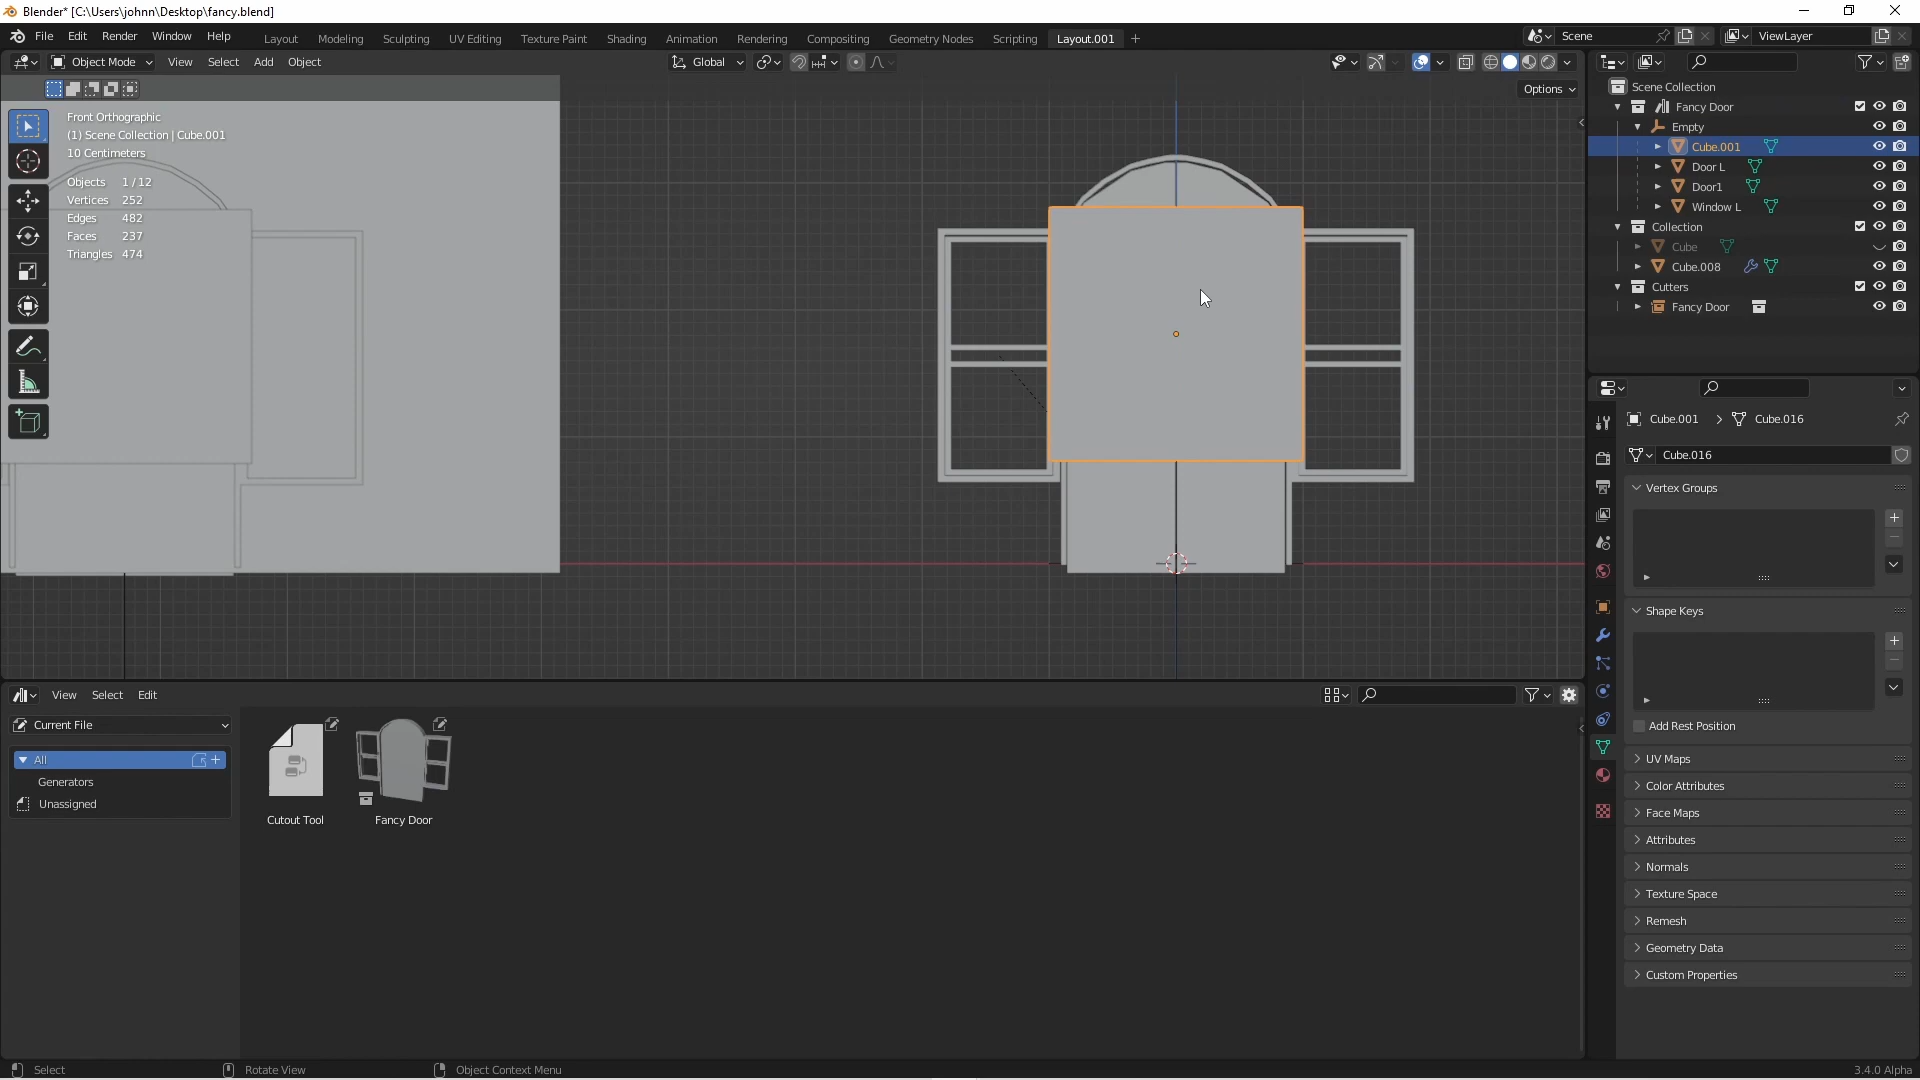 Blender* [C:\Users\johnn\Desktop\fancy.blend]
File Edit Render Window Help
Layout Modeling Sculpting UV Editing Texture Paint Shading Animation Rendering Compositing Geometry Nodes Scripting Layout.001 +
Scene
ViewLayer
Object Mode View Select Add Object
Global
Options
Front Orthographic
(1) Scene Collection | Cube.001
10 Centimeters
Objects 1/12
Vertices 252
Edges 482
Faces 237
Triangles 474
Scene Collection
Fancy Door
Empty
Cube.001
Door L
Door1
Window L
Collection
Cube
Cube.008
Cutters
Fancy Door
Cube.001 > Cube.016
Cube.016
Vertex Groups
Shape Keys
Add Rest Position
UV Maps
Color Attributes
Face Maps
Attributes
Normals
Texture Space
Remesh
Geometry Data
Custom Properties
View Select Edit
Current File
All
Generators
Unassigned
Cutout Tool
Fancy Door
Select
Rotate View
Object Context Menu
3.4.0 Alpha